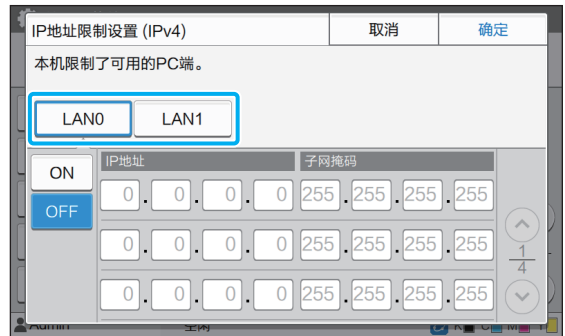 IP地址限制设置 (IPv4)
取消
确定
本机限制了可用的PC端。
LAN0
LAN1
ON
OFF
IP地址
子网掩码
0.0.0.0 255.255.255.255
0.0.0.0 255.255.255.255
0.0.0.0 255.255.255.255
1
4
Admin
空闲
K C M Y